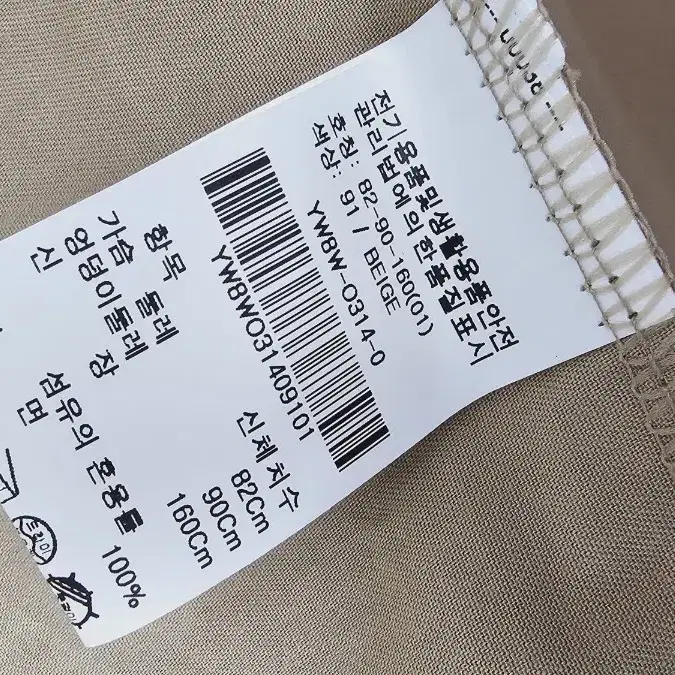 전기용품및생활용품안전
관리법에의한품질표시
호칭: 82-90-160(01)
색상: 91 / BEIGE
YWBW-O314-0
YWBWO31409101
항목 신체치수
가슴 둘레 82Cm
엉덩이둘레 90Cm
신 장 160Cm
섬유의 혼용률
면 100%